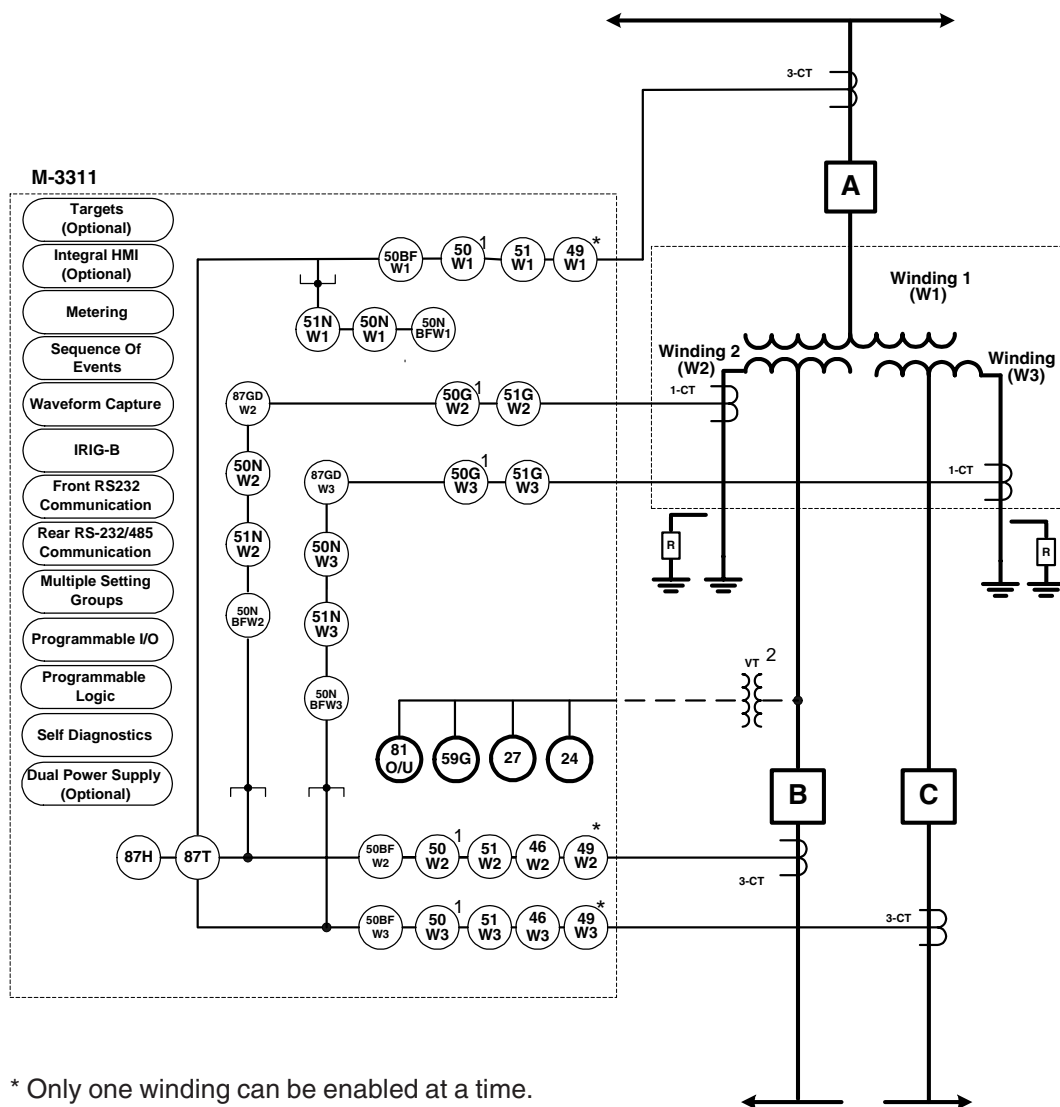 3-CT
M-3311
A
Targets
(Optional)
Integral HMI
(Optional)
Metering
Sequence Of
Events
Waveform Capture
IRIG-B
Front RS232
Communication
Rear RS-232/485
Communication
Multiple Setting
Groups
Programmable I/O
Programmable
Logic
Self Diagnostics
Dual Power Supply
(Optional)
50BF
W1
50
W1
1
51
W1
49
W1
*
51N
W1
50N
W1
50N
BFW1
Winding 1
(W1)
Winding 2
(W2)
Winding
(W3)
87GD
W2
50G
W2
1
51G
W2
1-CT
50N
W2
87GD
W3
50G
W3
1
51G
W3
1-CT
51N
W2
50N
W3
R
R
50N
BFW2
51N
W3
50N
BFW3
VT
2
81
O/U
59G
27
24
B
C
87H
87T
50BF
W2
50
W2
1
51
W2
46
W2
49
W2
*
3-CT
50BF
W3
50
W3
1
51
W3
46
W3
49
W3
*
3-CT
* Only one winding can be enabled at a time.